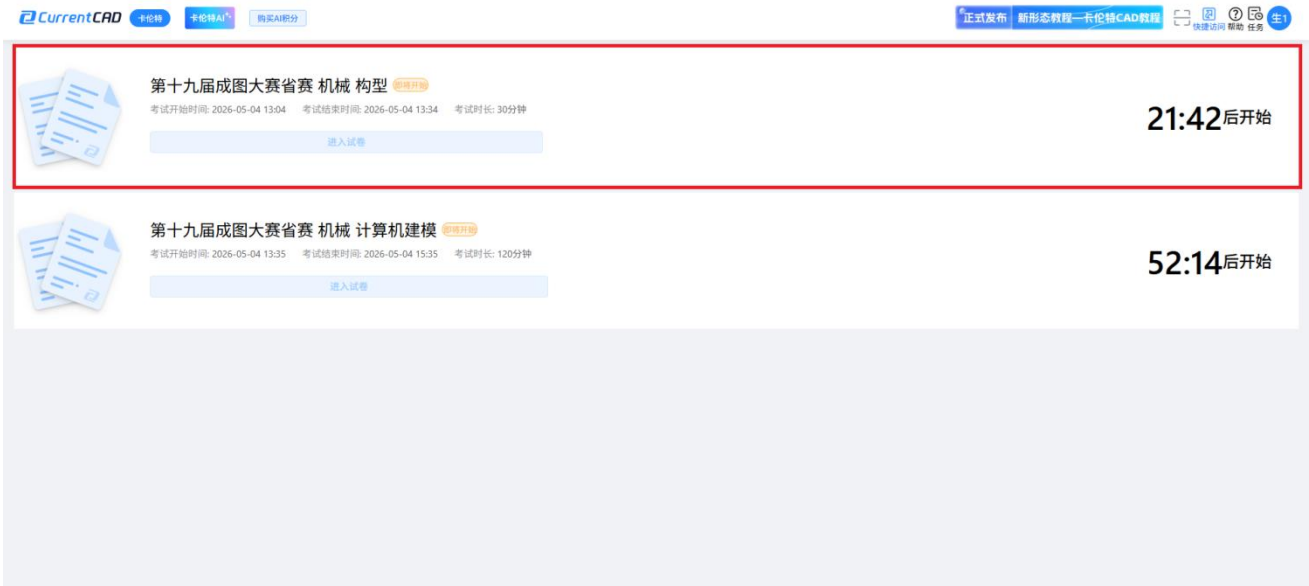 CurrentCAD 卡伦特 卡伦特AI 购买AI积分 正式发布 新形态教程—卡伦特CAD教程 快捷访问 帮助 任务 生1
第十九届成图大赛省赛 机械 构型 即将开始
考试开始时间: 2026-05-04 13:04 考试结束时间: 2026-05-04 13:34 考试时长: 30分钟
21:42后开始
进入试卷
第十九届成图大赛省赛 机械 计算机建模 即将开始
考试开始时间: 2026-05-04 13:35 考试结束时间: 2026-05-04 15:35 考试时长: 120分钟
52:14后开始
进入试卷